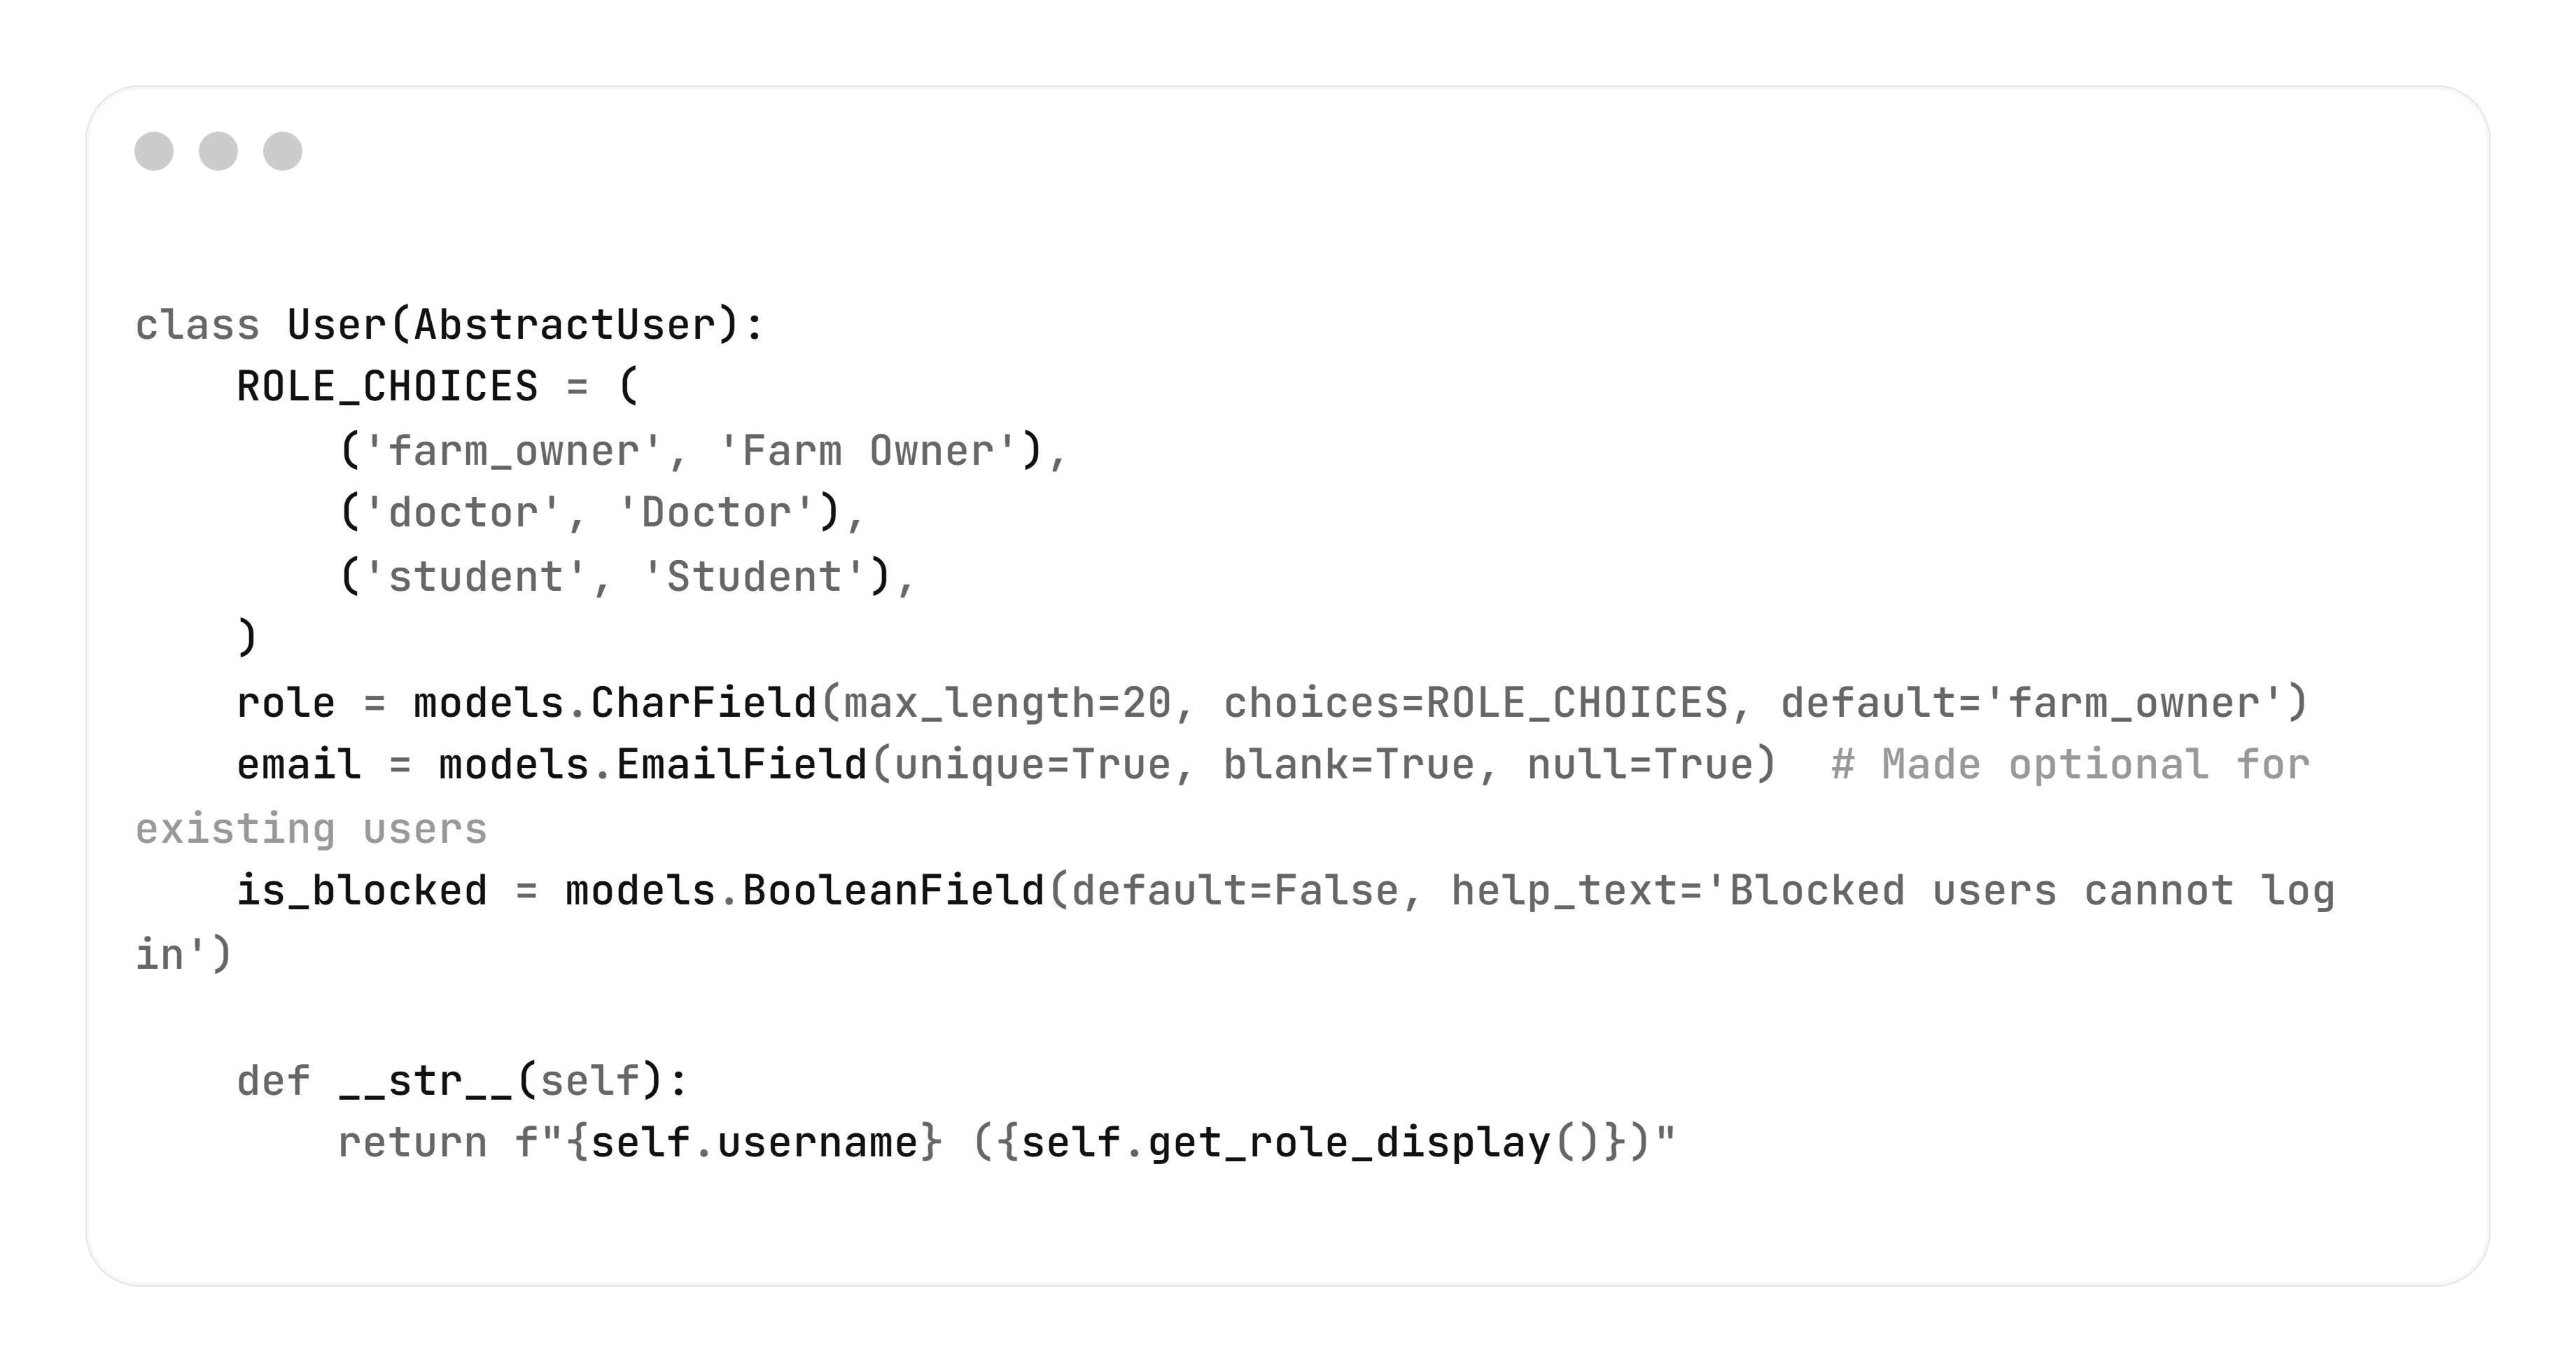 class User(AbstractUser):
    ROLE_CHOICES = (
        ('farm_owner', 'Farm Owner'),
        ('doctor', 'Doctor'),
        ('student', 'Student'),
    )
    role = models.CharField(max_length=20, choices=ROLE_CHOICES, default='farm_owner')
    email = models.EmailField(unique=True, blank=True, null=True)  # Made optional for
existing users
    is_blocked = models.BooleanField(default=False, help_text='Blocked users cannot log
in')

    def __str__(self):
        return f"{self.username} ({self.get_role_display()})"